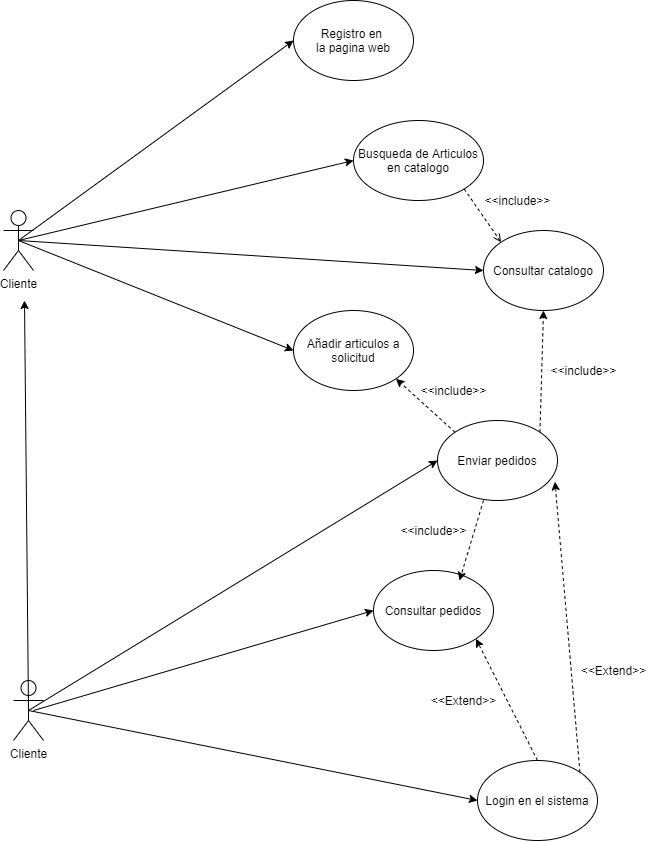 Registro en
la pagina web
Busqueda de Articulos
en catalogo
<<include>>
Cliente
Consultar catalogo
Añadir articulos a
solicitud
<<include>>
<<include>>
Enviar pedidos
<<include>>
Consultar pedidos
<<Extend>>
<<Extend>>
Cliente
Login en el sistema